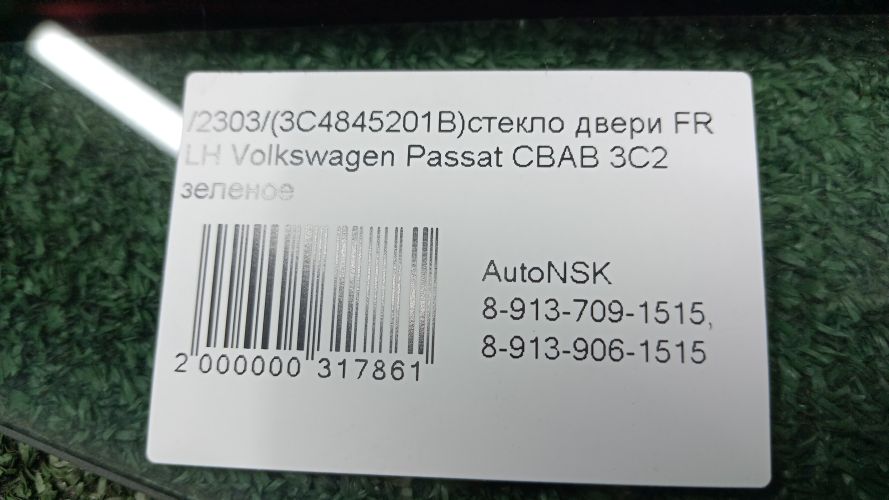 /2303/(3C4845201B)стекло двери FR
LH Volkswagen Passat CBAB 3C2
зеленое
AutoNSK
8-913-709-1515,
8-913-906-1515
2 000000 317861